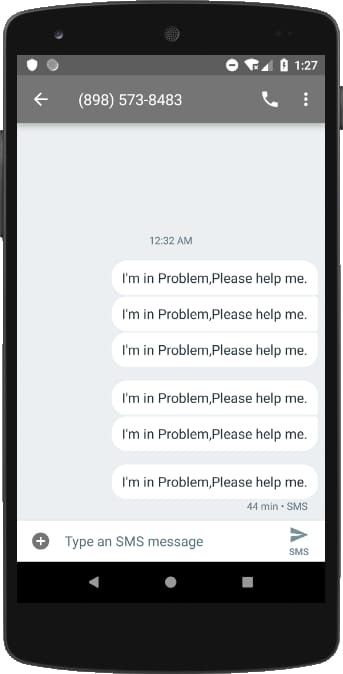 1:27
(898) 573-8483
12:32 AM
I'm in Problem,Please help me.
I'm in Problem,Please help me.
I'm in Problem,Please help me.
I'm in Problem,Please help me.
I'm in Problem,Please help me.
I'm in Problem,Please help me.
44 min • SMS
Type an SMS message
SMS